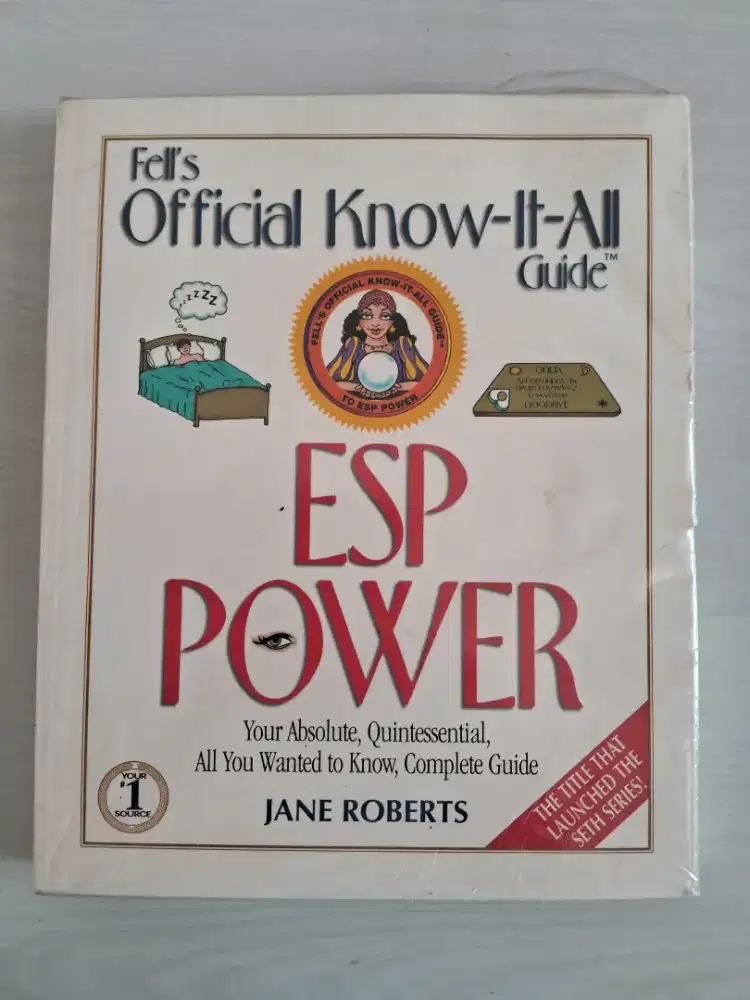 Fell's
Official Know-It-All
Guide™
zzZZZ
FELL'S OFFICIAL KNOW-IT-ALL GUIDE™
TO ESP POWER
OUIJA
GOODBYE
ESP
POWER
Your Absolute, Quintessential,
All You Wanted to Know, Complete Guide
JANE ROBERTS
YOUR
#1
SOURCE
THE TITLE THAT
LAUNCHED THE
SETH SERIES!